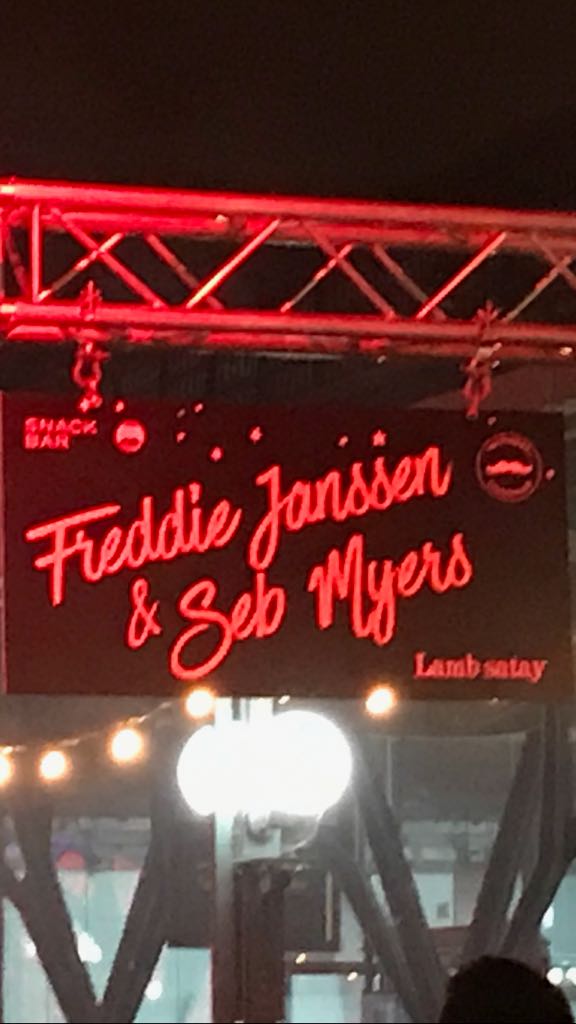 SNACK
BAR
Freddie Janssen
& Seb Myers
Lamb satay